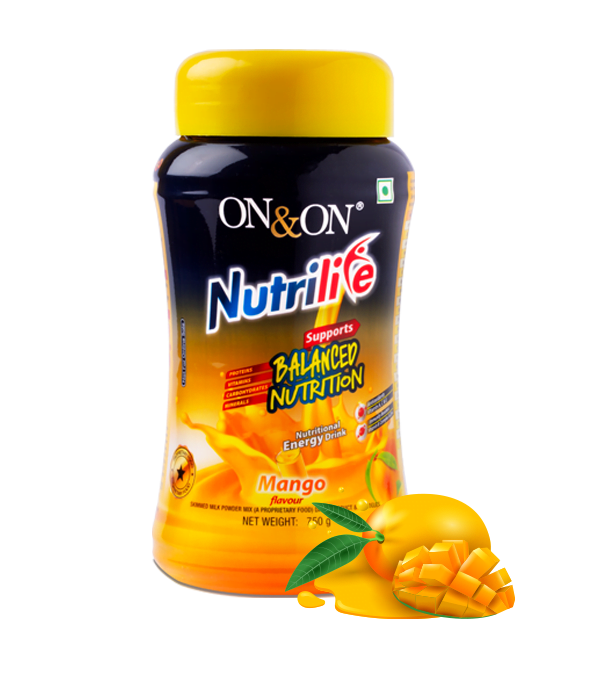 ON&ON®
Nutrilife
Supports
BALANCED
NUTRITION
PROTEINS
VITAMINS
CARBOHYDRATES
MINERALS
Nutritional
Energy Drink
Mango
flavour
SKIMMED MILK POWDER MIX (A PROPRIETARY FOOD)
NET WEIGHT: 750 g